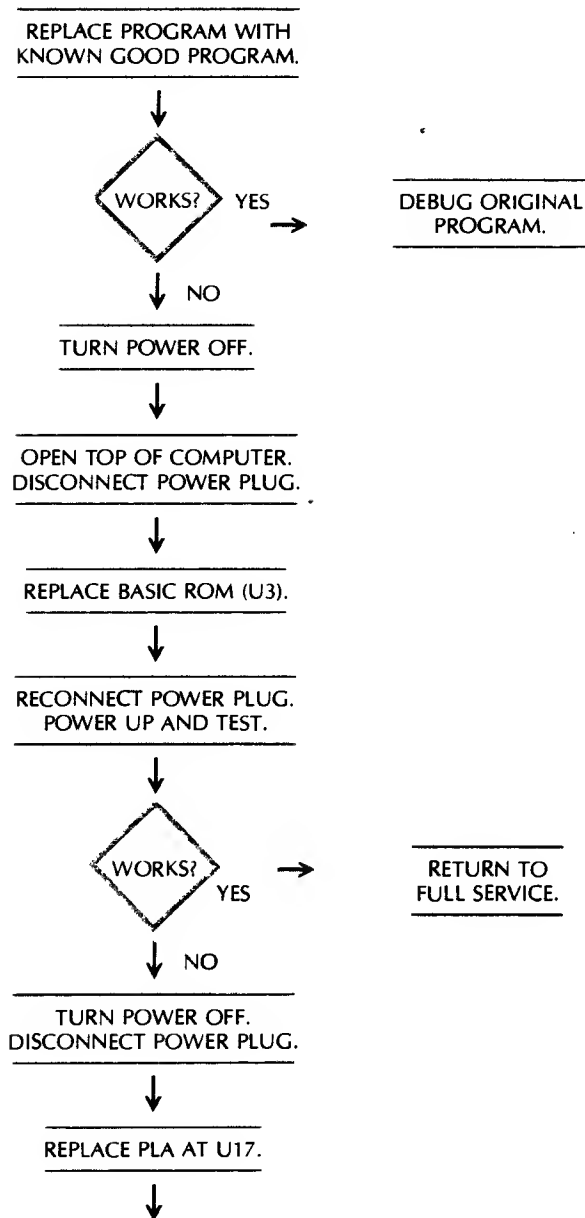 REPLACE PROGRAM WITH
KNOWN GOOD PROGRAM.
WORKS?
YES
DEBUG ORIGINAL
PROGRAM.
NO
TURN POWER OFF.
OPEN TOP OF COMPUTER.
DISCONNECT POWER PLUG.
REPLACE BASIC ROM (U3).
RECONNECT POWER PLUG.
POWER UP AND TEST.
WORKS?
YES
RETURN TO
FULL SERVICE.
NO
TURN POWER OFF.
DISCONNECT POWER PLUG.
REPLACE PLA AT U17.